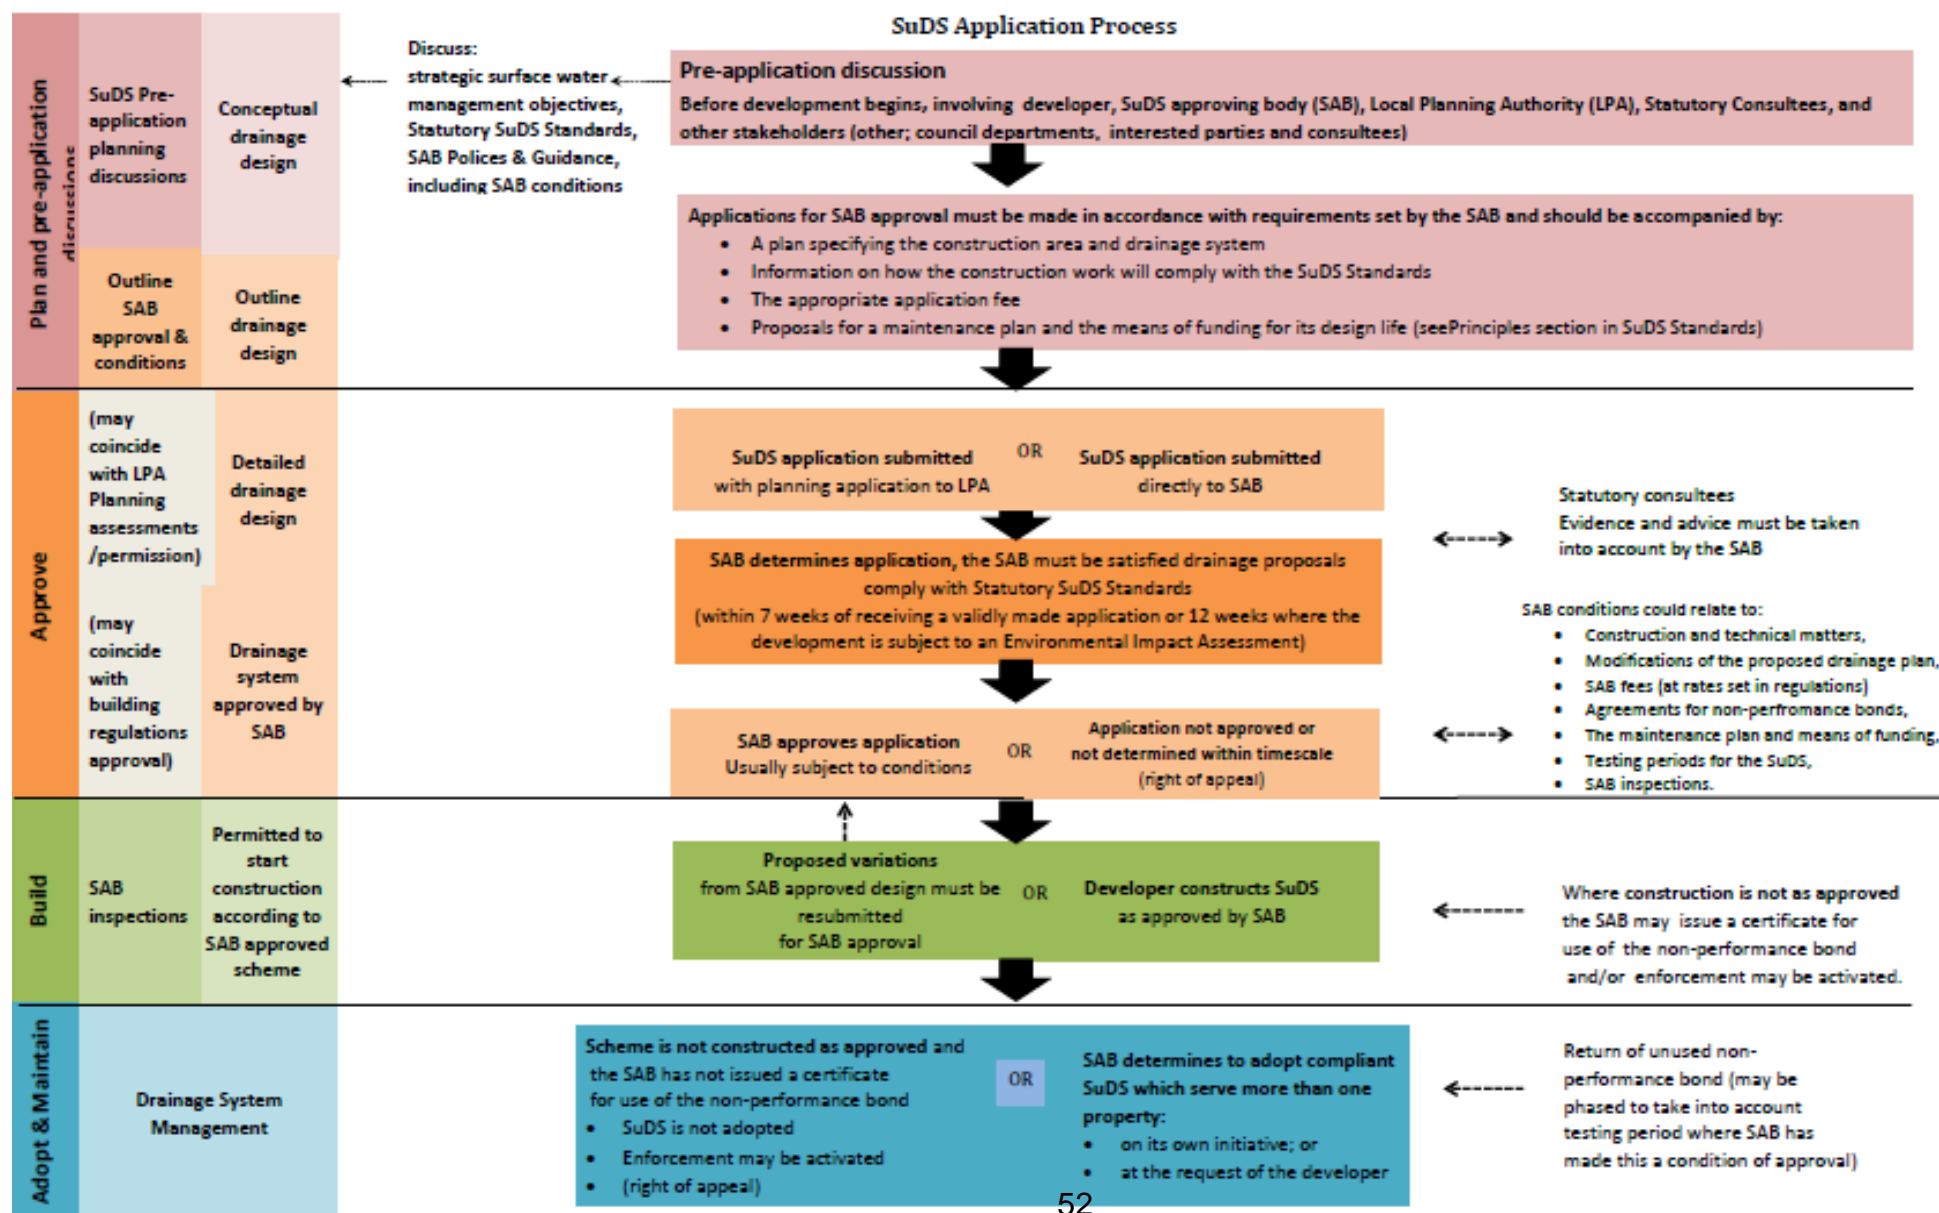 SuDS Application Process
Plan and pre-application
discussions
SuDS Pre-
application
planning
discussions
Conceptual
drainage
design
Discuss:
strategic surface water
management objectives,
Statutory SuDS Standards,
SAB Polices & Guidance,
including SAB conditions
Pre-application discussion
Before development begins, involving developer, SuDS approving body (SAB), Local Planning Authority (LPA), Statutory Consultees, and
other stakeholders (other; council departments, interested parties and consultees)
Outline
SAB
approval &
conditions
Outline
drainage
design
Applications for SAB approval must be made in accordance with requirements set by the SAB and should be accompanied by:
• A plan specifying the construction area and drainage system
• Information on how the construction work will comply with the SuDS Standards
• The appropriate application fee
• Proposals for a maintenance plan and the means of funding for its design life (seePrinciples section in SuDS Standards)
Approve
(may
coincide
with LPA
Planning
assessments
/permission)
Detailed
drainage
design
SuDS application submitted
with planning application to LPA
OR
SuDS application submitted
directly to SAB
Statutory consultees
Evidence and advice must be taken
into account by the SAB
SAB determines application, the SAB must be satisfied drainage proposals
comply with Statutory SuDS Standards
(within 7 weeks of receiving a validly made application or 12 weeks where the
development is subject to an Environmental Impact Assessment)
(may
coincide
with
building
regulations
approval)
Drainage
system
approved by
SAB
SAB approves application
Usually subject to conditions
OR
Application not approved or
not determined within timescale
(right of appeal)
SAB conditions could relate to:
• Construction and technical matters,
• Modifications of the proposed drainage plan,
• SAB fees (at rates set in regulations)
• Agreements for non-perfromance bonds,
• The maintenance plan and means of funding,
• Testing periods for the SuDS,
• SAB inspections.
Build
SAB
inspections
Permitted to
start
construction
according to
SAB approved
scheme
Proposed variations
from SAB approved design must be
resubmitted
for SAB approval
OR
Developer constructs SuDS
as approved by SAB
Where construction is not as approved
the SAB may issue a certificate for
use of the non-performance bond
and/or enforcement may be activated.
Adopt & Maintain
Drainage System
Management
Scheme is not constructed as approved and
the SAB has not issued a certificate
for use of the non-performance bond
• SuDS is not adopted
• Enforcement may be activated
• (right of appeal)
OR
SAB determines to adopt compliant
SuDS which serve more than one
property:
• on its own initiative; or
• at the request of the developer
Return of unused non-
performance bond (may be
phased to take into account
testing period where SAB has
made this a condition of approval)
52